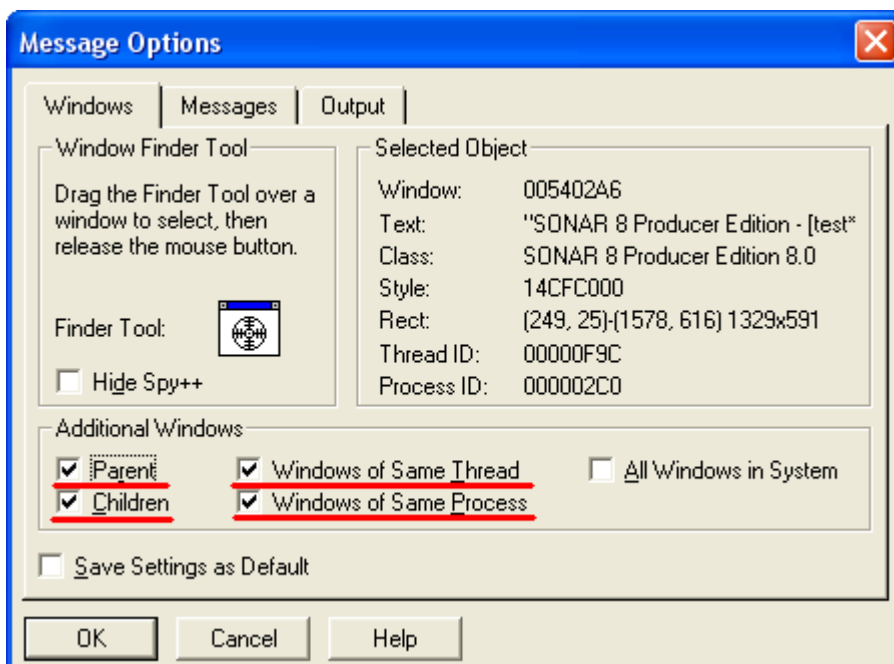 Message Options
Windows Messages Output
Window Finder Tool
Drag the Finder Tool over a
window to select, then
release the mouse button.
Finder Tool:
Hide Spy++
Selected Object
Window: 005402A6
Text: "SONAR 8 Producer Edition - [test*
Class: SONAR 8 Producer Edition 8.0
Style: 14CFC000
Rect: (249, 25)-(1578, 616) 1329x591
Thread ID: 00000F9C
Process ID: 000002C0
Additional Windows
Parent Windows of Same Thread All Windows in System
Children Windows of Same Process
Save Settings as Default
OK Cancel Help